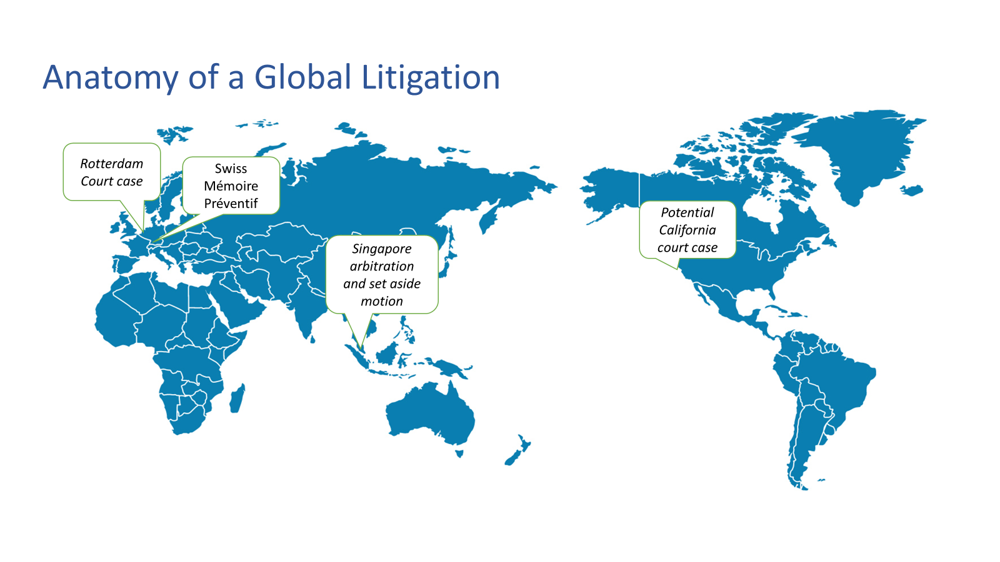 Anatomy of a Global Litigation
Rotterdam
Court case
Swiss
Mémoire
Préventif
Potential
California
court case
Singapore
arbitration
and set aside
motion